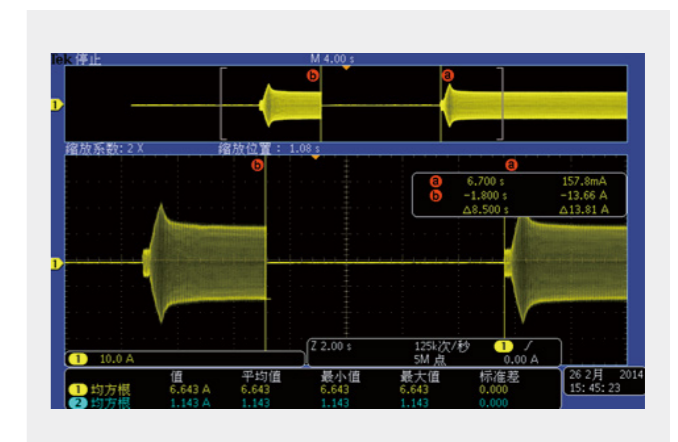 Tek 停止 M 4.00 s
b a
1
缩放系数: 2 X 缩放位置: 1.08 s
b a
a 6.700 s 157.8mA
b -1.800 s -13.66 A
△8.500 s △13.81 A
1
1 10.0 A
Z 2.00 s 125k次/秒 1 /
5M 点 0.00 A
值 平均值 最小值 最大值 标准差
1 均方根 6.643 A 6.643 6.643 6.643 0.000
2 均方根 1.143 A 1.143 1.143 1.143 0.000
26 2月 2014
15: 45: 23